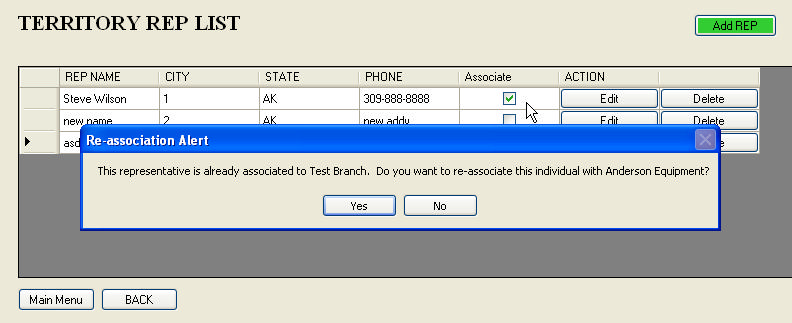 TERRITORY REP LIST
Add REP
REP NAME CITY STATE PHONE Associate ACTION
Steve Wilson 1 AK 309-888-8888 Edit Delete
new name 2 AK new addy Edit Delete
asd
Re-association Alert
This representative is already associated to Test Branch. Do you want to re-associate this individual with Anderson Equipment?
Yes No
Main Menu BACK